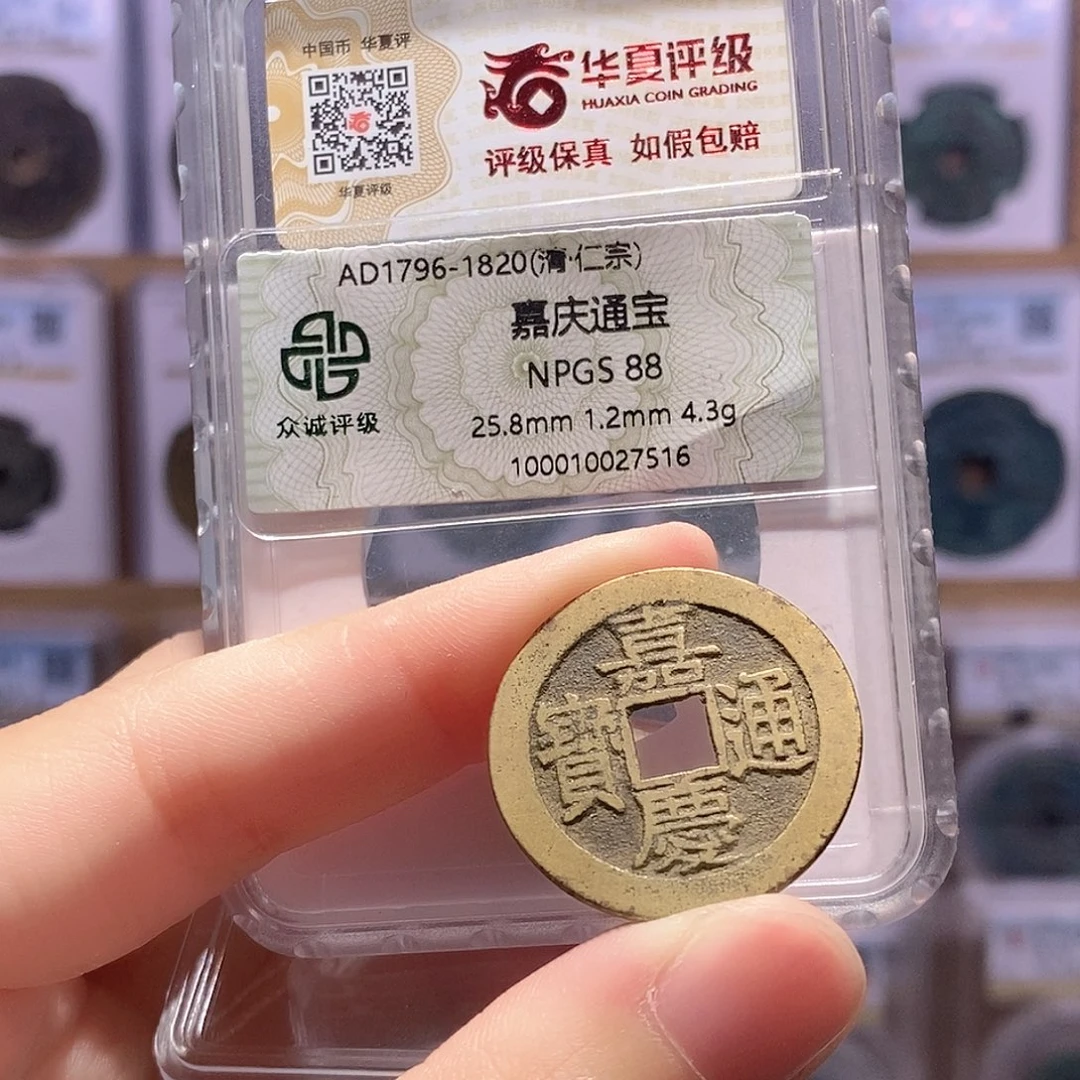 中国币 华夏评
华夏评级
华夏评级
HUAXIA COIN GRADING
评级保真 如假包赔
AD1796-1820(清·仁宗)
嘉庆通宝
NPGS 88
25.8mm 1.2mm 4.3g
100010027516
众诚评级
嘉慶通寶